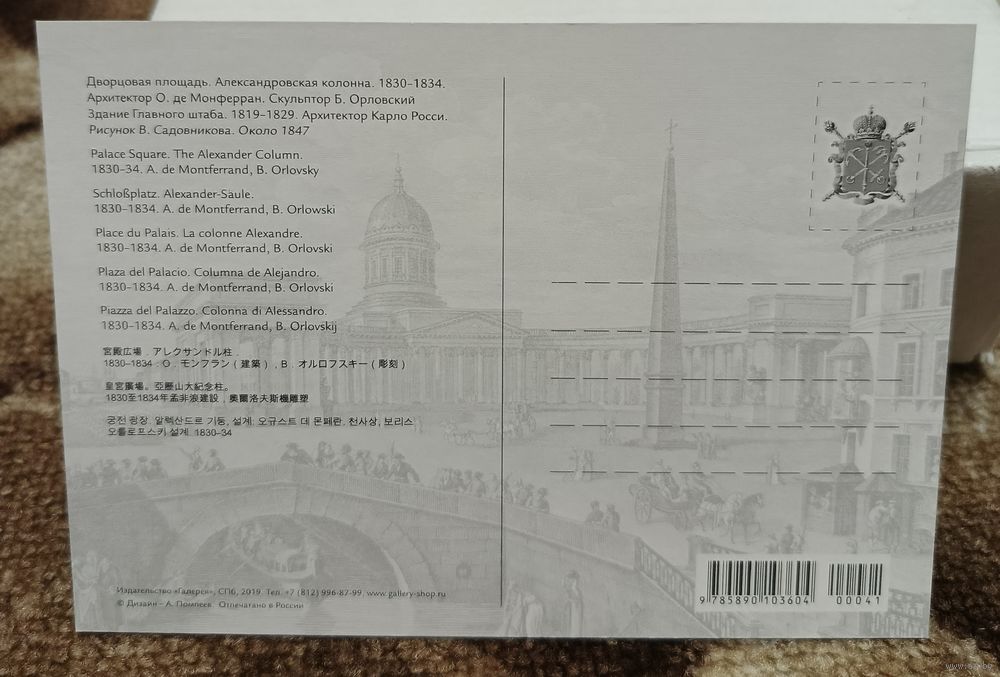 Дворцовая площадь. Александровская колонна. 1830–1834.
Архитектор О. де Монферран. Скульптор Б. Орловский
Здание Главного штаба. 1819–1829. Архитектор Карло Росси.
Рисунок В. Садовникова. Около 1847
Palace Square. The Alexander Column.
1830–34. A. de Montferrand, B. Orlovsky
Schloßplatz. Alexander-Säule.
1830–1834. A. de Montferrand, B. Orlowski
Place du Palais. La colonne Alexandre.
1830–1834. A. de Montferrand, B. Orlovski
Plaza del Palacio. Columna de Alejandro.
1830–1834. A. de Montferrand, B. Orlovski
Piazza del Palazzo. Colonna di Alessandro.
1830–1834. A. de Montferrand, B. Orlovskij
宮殿広場．アレクサンドル柱．
1830–1834．O．モンフラン（建築），B．オルロフスキー（彫刻）
皇宮廣場。亞歷山大紀念柱。
1830至1834年孟非浪建設，奧爾洛夫斯機雕塑
궁전 광장. 알렉산드르 기둥, 설계: 오규스트 데 몬페란. 천사상, 보리스
오를로프스키 설계. 1830–34
Издательство «Галерея», СПб, 2019. Тел. +7 (812) 996-87-99, www.gallery-shop.ru
© Дизайн – А. Помпеев. Отпечатано в России
9 785890 103604
00041